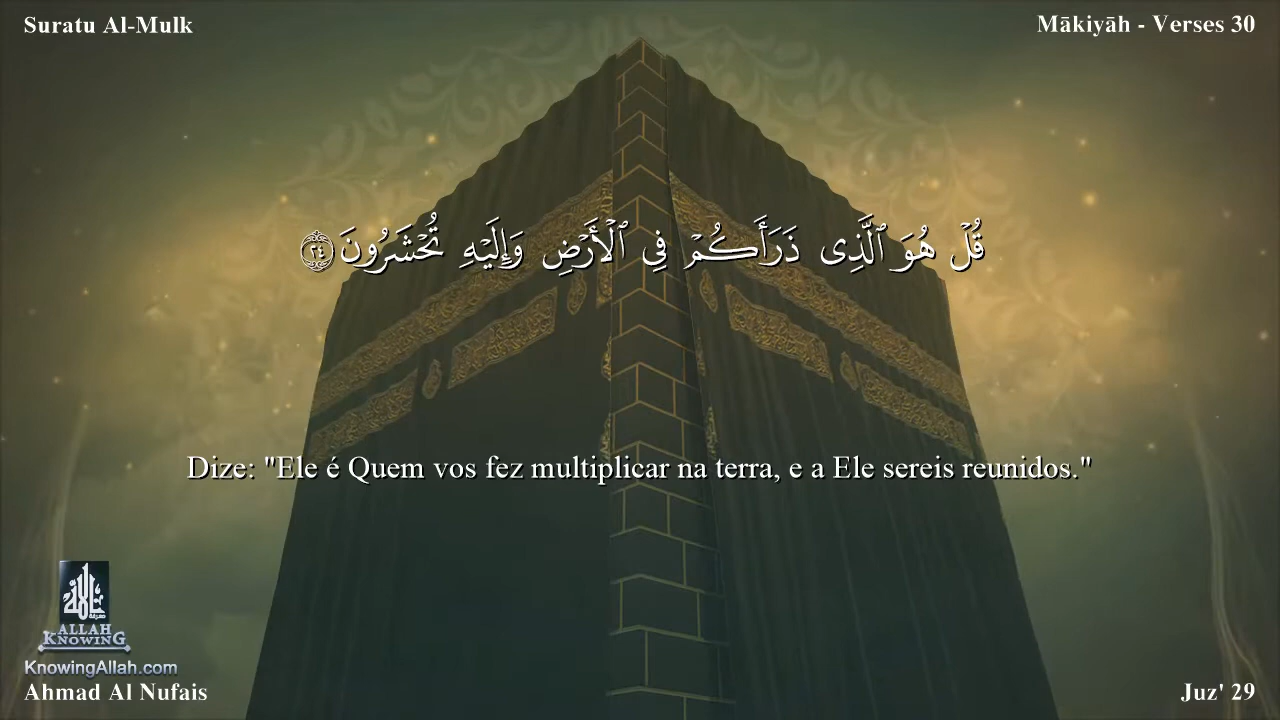 Suratu Al-Mulk
Mākiyāh - Verses 30
قُلۡ هُوَ ٱلَّذِی ذَرَأَكُمۡ فِی ٱلۡأَرۡضِ وَإِلَیۡهِ تُحۡشَرُونَ ٢٤
Dize: "Ele é Quem vos fez multiplicar na terra, e a Ele sereis reunidos."
ALLAH
KNOWING
KnowingAllah.com
Ahmad Al Nufais
Juz' 29